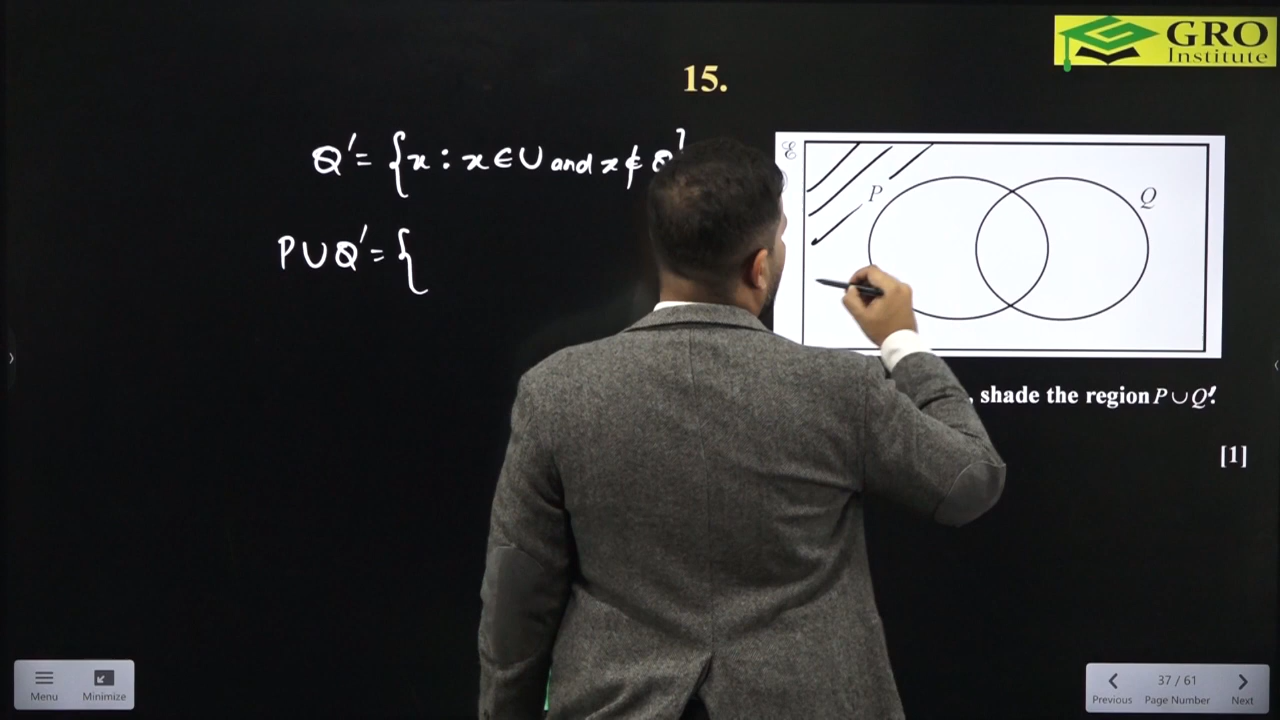 GRO
Institute
15.
Q' = {x : x ∈ U and x ∉ Q}
P ∪ Q' = {
ℰ
P
Q
, shade the region P ∪ Q'.
[1]
Menu
Minimize
37 / 61
Previous
Page Number
Next